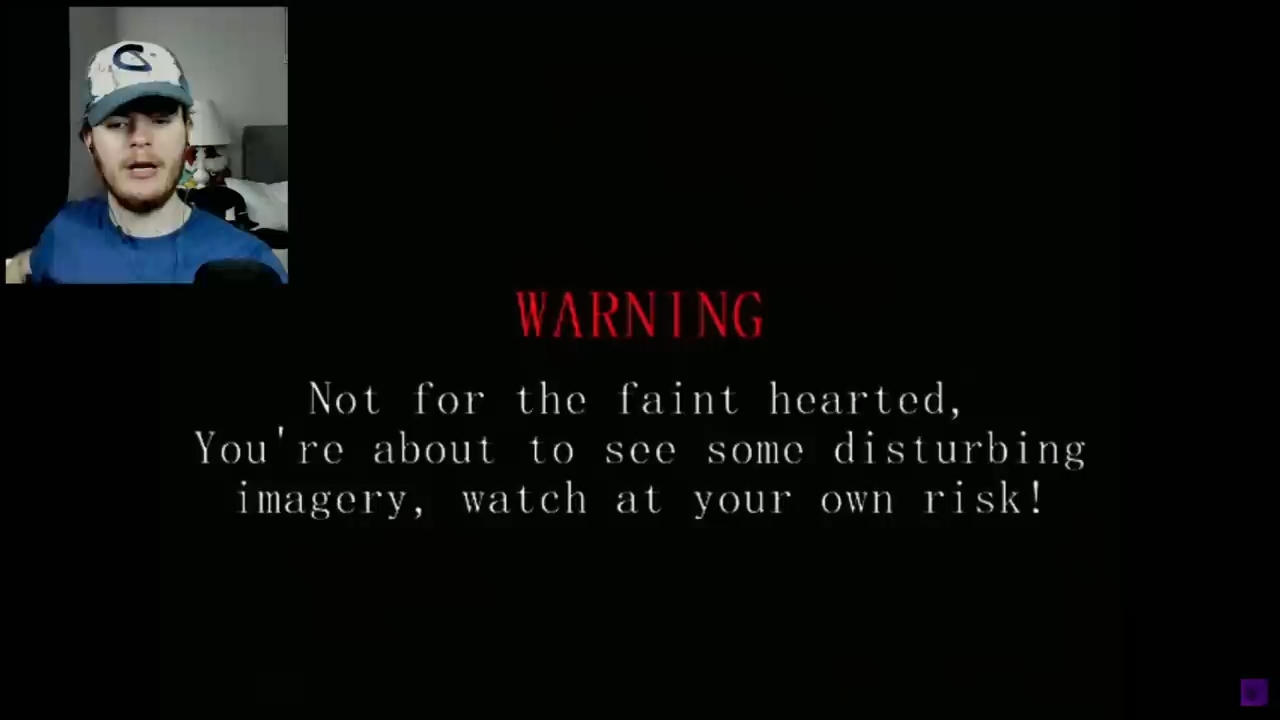 WARNING
Not for the faint hearted,
You're about to see some disturbing
imagery, watch at your own risk!